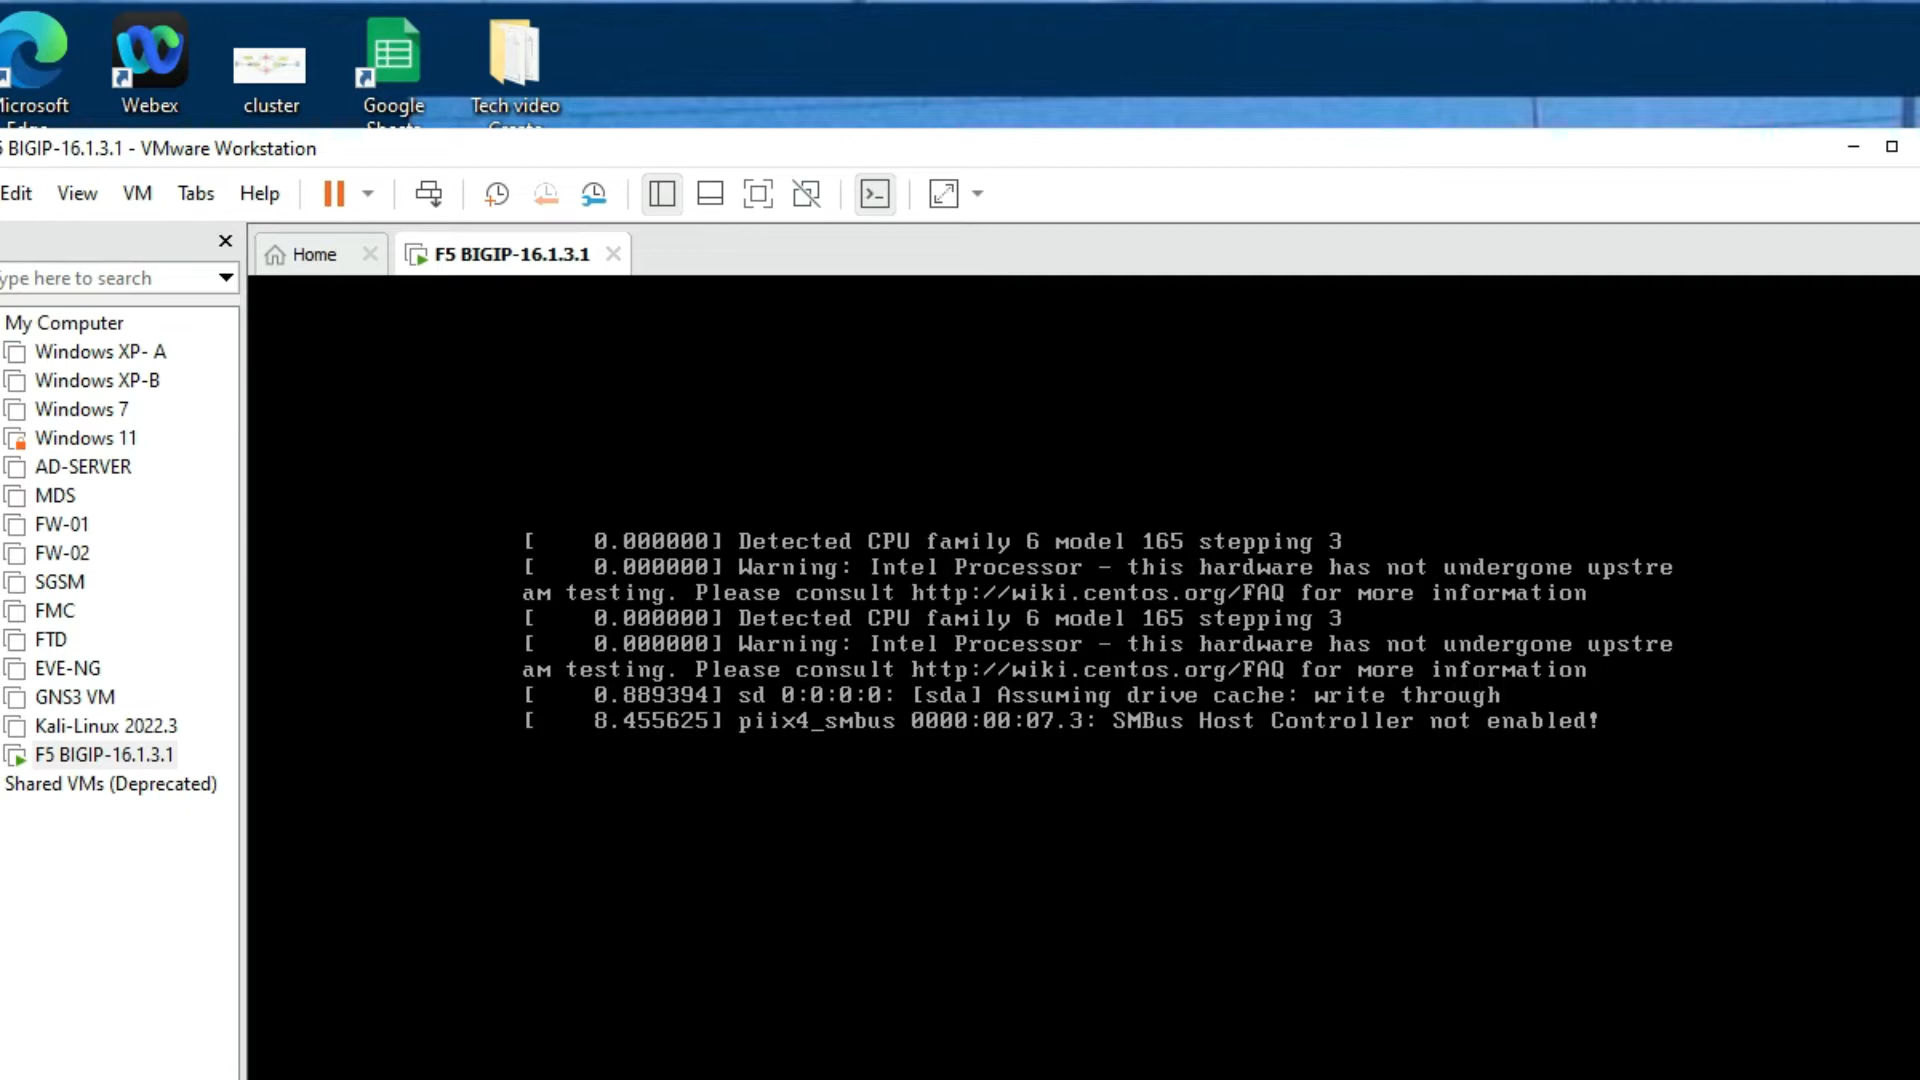 Microsoft
Webex
cluster
Google
Sheets
Tech video
BIGIP-16.1.3.1 - VMware Workstation
Edit View VM Tabs Help
Home
F5 BIGIP-16.1.3.1
ype here to search
My Computer
Windows XP- A
Windows XP-B
Windows 7
Windows 11
AD-SERVER
MDS
FW-01
FW-02
SGSM
FMC
FTD
EVE-NG
GNS3 VM
Kali-Linux 2022.3
F5 BIGIP-16.1.3.1
Shared VMs (Deprecated)
[    0.000000] Detected CPU family 6 model 165 stepping 3
[    0.000000] Warning: Intel Processor - this hardware has not undergone upstre
am testing. Please consult http://wiki.centos.org/FAQ for more information
[    0.000000] Detected CPU family 6 model 165 stepping 3
[    0.000000] Warning: Intel Processor - this hardware has not undergone upstre
am testing. Please consult http://wiki.centos.org/FAQ for more information
[    0.889394] sd 0:0:0:0: [sda] Assuming drive cache: write through
[    8.455625] piix4_smbus 0000:00:07.3: SMBus Host Controller not enabled!